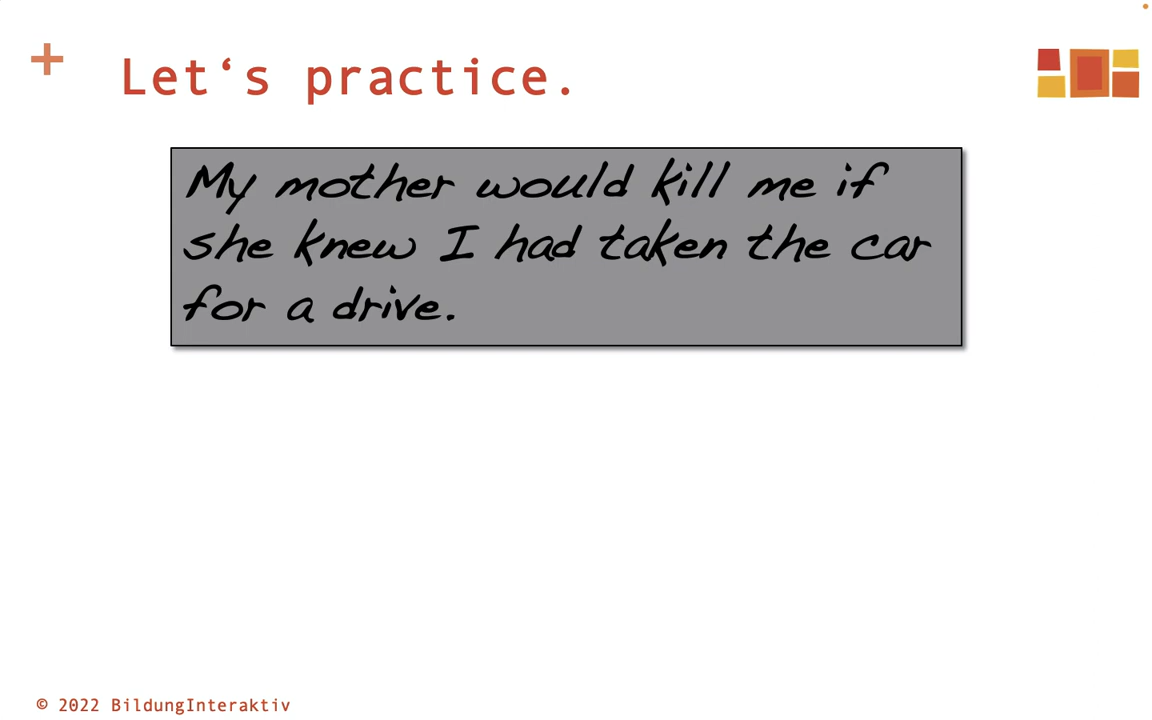 Let‘s practice.
My mother would kill me if
she knew I had taken the car
for a drive.
© 2022 BildungInteraktiv